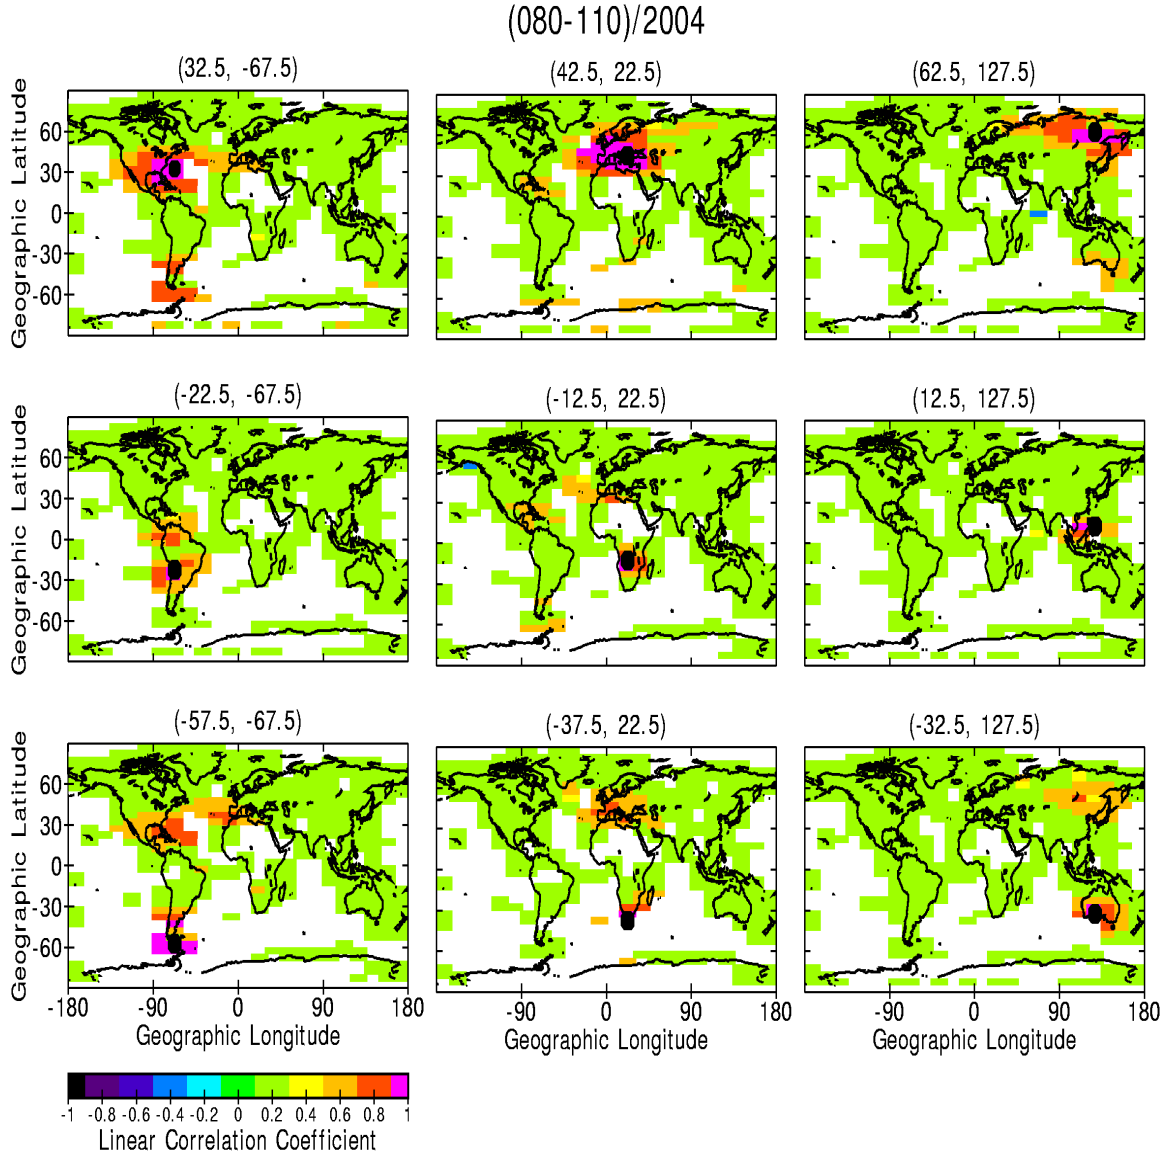 (080-110)/2004
(32.5, -67.5)
(42.5, 22.5)
(62.5, 127.5)
Geographic Latitude
60
30
0
-30
-60
(-22.5, -67.5)
(-12.5, 22.5)
(12.5, 127.5)
Geographic Latitude
60
30
0
-30
-60
(-57.5, -67.5)
(-37.5, 22.5)
(-32.5, 127.5)
Geographic Latitude
60
30
0
-30
-60
-180 -90 0 90 180
-90 0 90 180
-90 0 90 180
Geographic Longitude
Geographic Longitude
Geographic Longitude
-1 -0.8 -0.6 -0.4 -0.2 0 0.2 0.4 0.6 0.8 1
Linear Correlation Coefficient